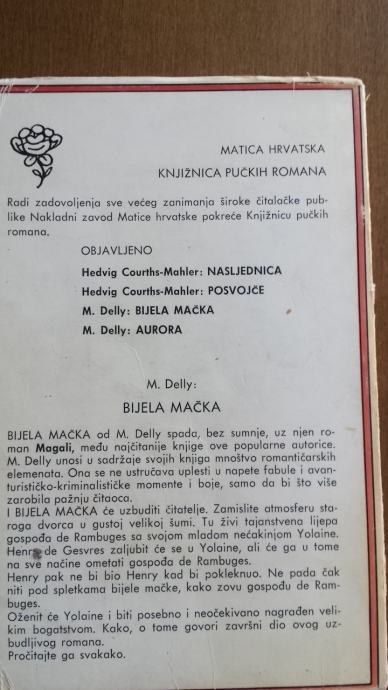 MATICA HRVATSKA
KNJIŽNICA PUČKIH ROMANA
Radi zadovoljenja sve većeg zanimanja široke čitalačke pub-
like Nakladni zavod Matice hrvatske pokreće Knjižnicu pučkih
romana.
OBJAVLJENO
Hedvig Courths-Mahler: NASLJEDNICA
Hedvig Courths-Mahler: POSVOJČE
M. Delly: BIJELA MAČKA
M. Delly: AURORA
M. Delly:
BIJELA MAČKA
BIJELA MAČKA od M. Delly spada, bez sumnje, uz njen ro-
man Magali, među najčitanije knjige ove popularne autorice.
M. Delly unosi u sadržaje svojih knjiga mnoštvo romantičarskih
elemenata. Ona se ne ustručava uplesti u napete fabule i avan-
turističko-kriminalističke momente i boje, samo da bi što više
zarobila pažnju čitaoca.
I BIJELA MAČKA će uzbuditi čitatelje. Zamislite atmosferu sta-
roga dvorca u gustoj velikoj šumi. Tu živi tajanstvena lijepa
gospođa de Rambuges sa svojom mladom nećakinjom Yolaine.
Henry de Gesvres zaljubit će se u Yolaine, ali će ga u tome
na sve načine ometati gospođa de Rambuges.
Henry pak ne bi bio Henry kad bi pokleknuo. Ne pada čak
niti pod spletkama bijele mačke, kako zovu gospođu de Ram-
buges.
Oženit će Yolaine i biti posebno i neočekivano nagrađen veli-
kim bogatstvom. Kako, o tome govori završni dio ovog uz-
budljivog romana.
Pročitajte ga svakako.